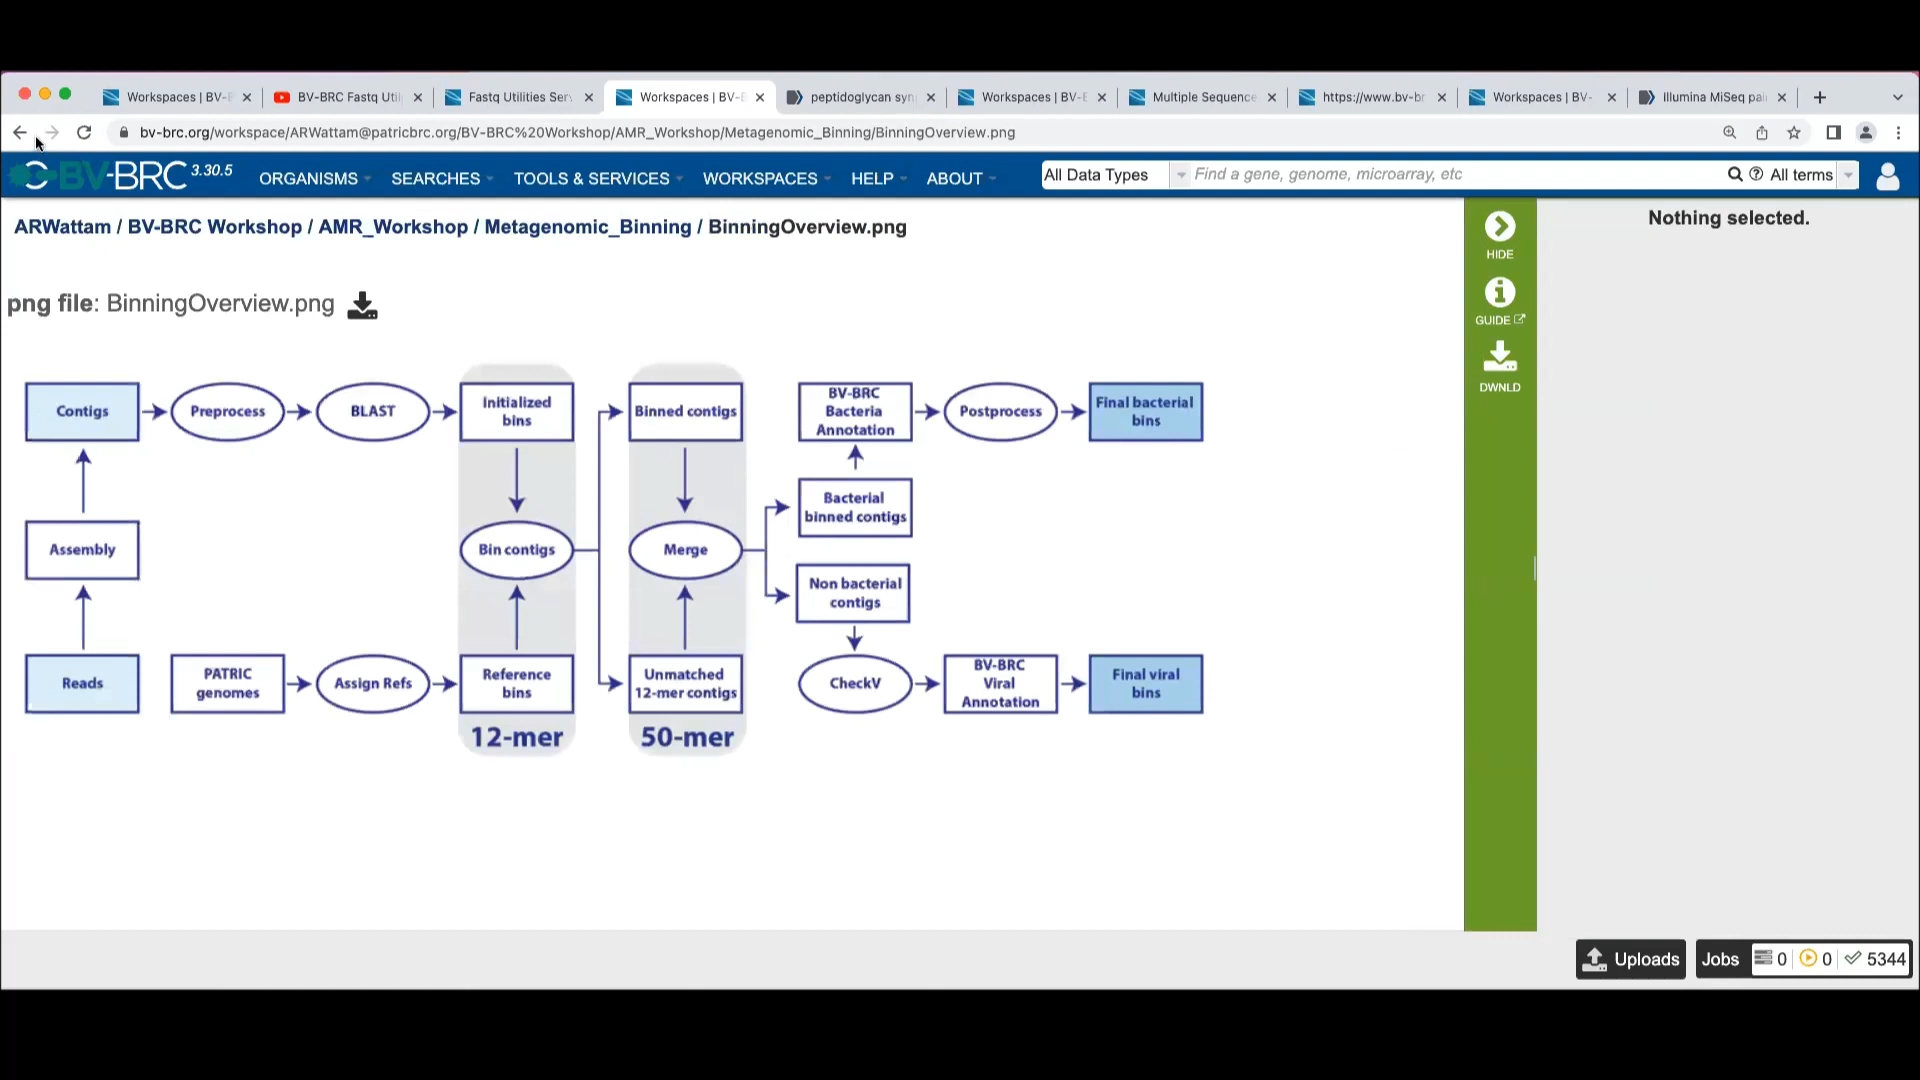 Workspaces | BV-B
BV-BRC Fastq Util
Fastq Utilities Serv
Workspaces | BV-B
peptidoglycan syn
Workspaces | BV-E
Multiple Sequence
https://www.bv-br
Workspaces | BV-
Illumina MiSeq pai
bv-brc.org/workspace/ARWattam@patricbrc.org/BV-BRC%20Workshop/AMR_Workshop/Metagenomic_Binning/BinningOverview.png
BV-BRC 3.30.5
ORGANISMS
SEARCHES
TOOLS & SERVICES
WORKSPACES
HELP
ABOUT
All Data Types
Find a gene, genome, microarray, etc
All terms
ARWattam / BV-BRC Workshop / AMR_Workshop / Metagenomic_Binning / BinningOverview.png
HIDE
GUIDE
DWNLD
Nothing selected.
png file: BinningOverview.png
Contigs
Preprocess
BLAST
Initialized
bins
Binned contigs
BV-BRC
Bacteria
Annotation
Postprocess
Final bacterial
bins
Bacterial
binned contigs
Assembly
Bin contigs
Merge
Non bacterial
contigs
Reads
PATRIC
genomes
Assign Refs
Reference
bins
Unmatched
12-mer contigs
CheckV
BV-BRC
Viral
Annotation
Final viral
bins
12-mer
50-mer
Uploads
Jobs 0 0 5344